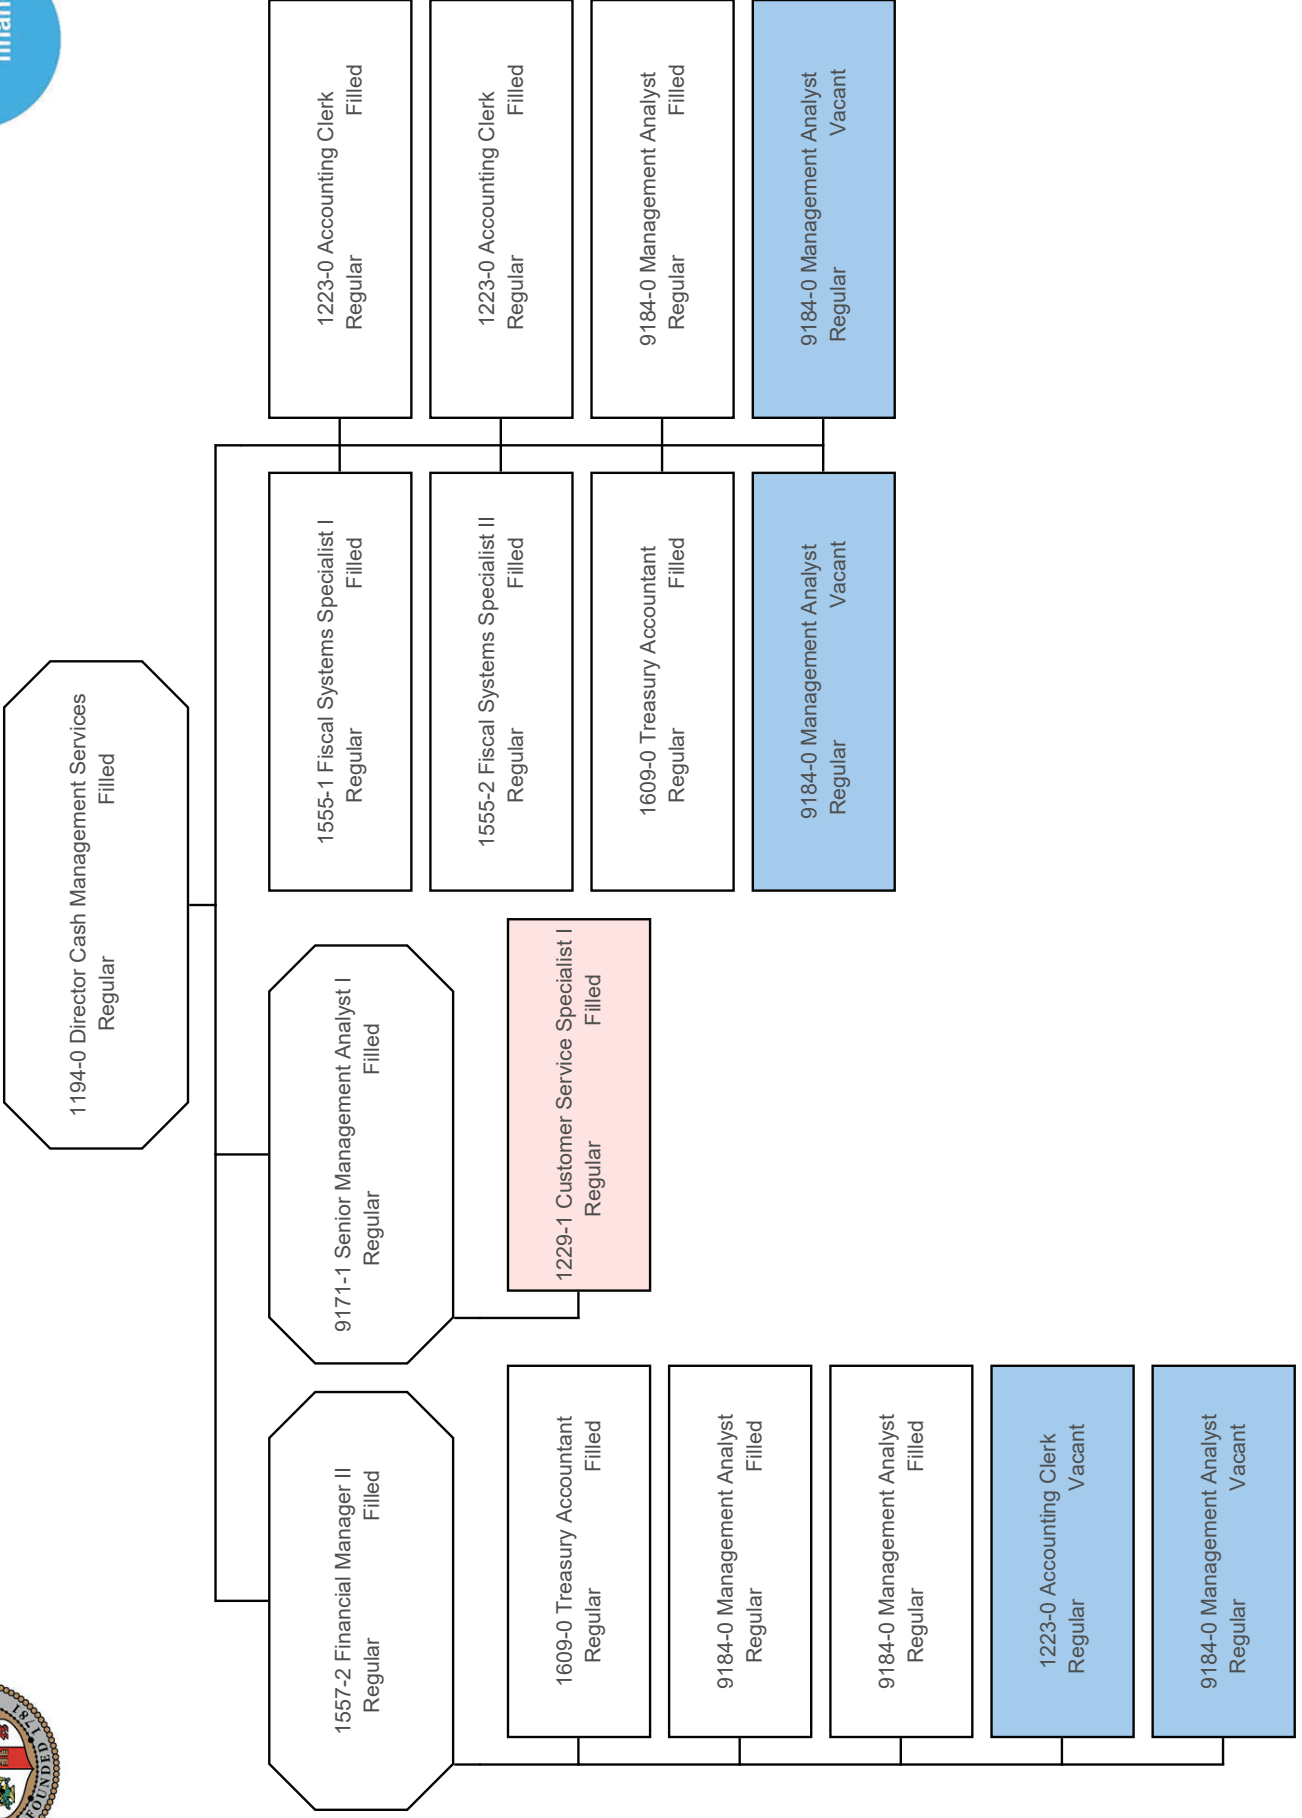 1194-0 Director Cash Management Services
Regular Filled
1557-2 Financial Manager II
Regular Filled
1609-0 Treasury Accountant
Regular Filled
9184-0 Management Analyst
Regular Filled
9184-0 Management Analyst
Regular Filled
1223-0 Accounting Clerk
Regular Vacant
9184-0 Management Analyst
Regular Vacant
9171-1 Senior Management Analyst I
Regular Filled
1229-1 Customer Service Specialist I
Regular Filled
1555-1 Fiscal Systems Specialist I
Regular Filled
1223-0 Accounting Clerk
Regular Filled
1555-2 Fiscal Systems Specialist II
Regular Filled
1223-0 Accounting Clerk
Regular Filled
1609-0 Treasury Accountant
Regular Filled
9184-0 Management Analyst
Regular Filled
9184-0 Management Analyst
Regular Vacant
9184-0 Management Analyst
Regular Vacant
FOUNDED 1781